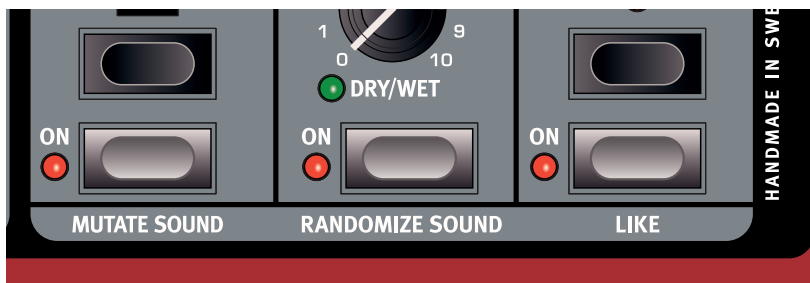 1 9
0 10
DRY/WET
ON ON ON
MUTATE SOUND RANDOMIZE SOUND LIKE
HANDMADE IN SWE